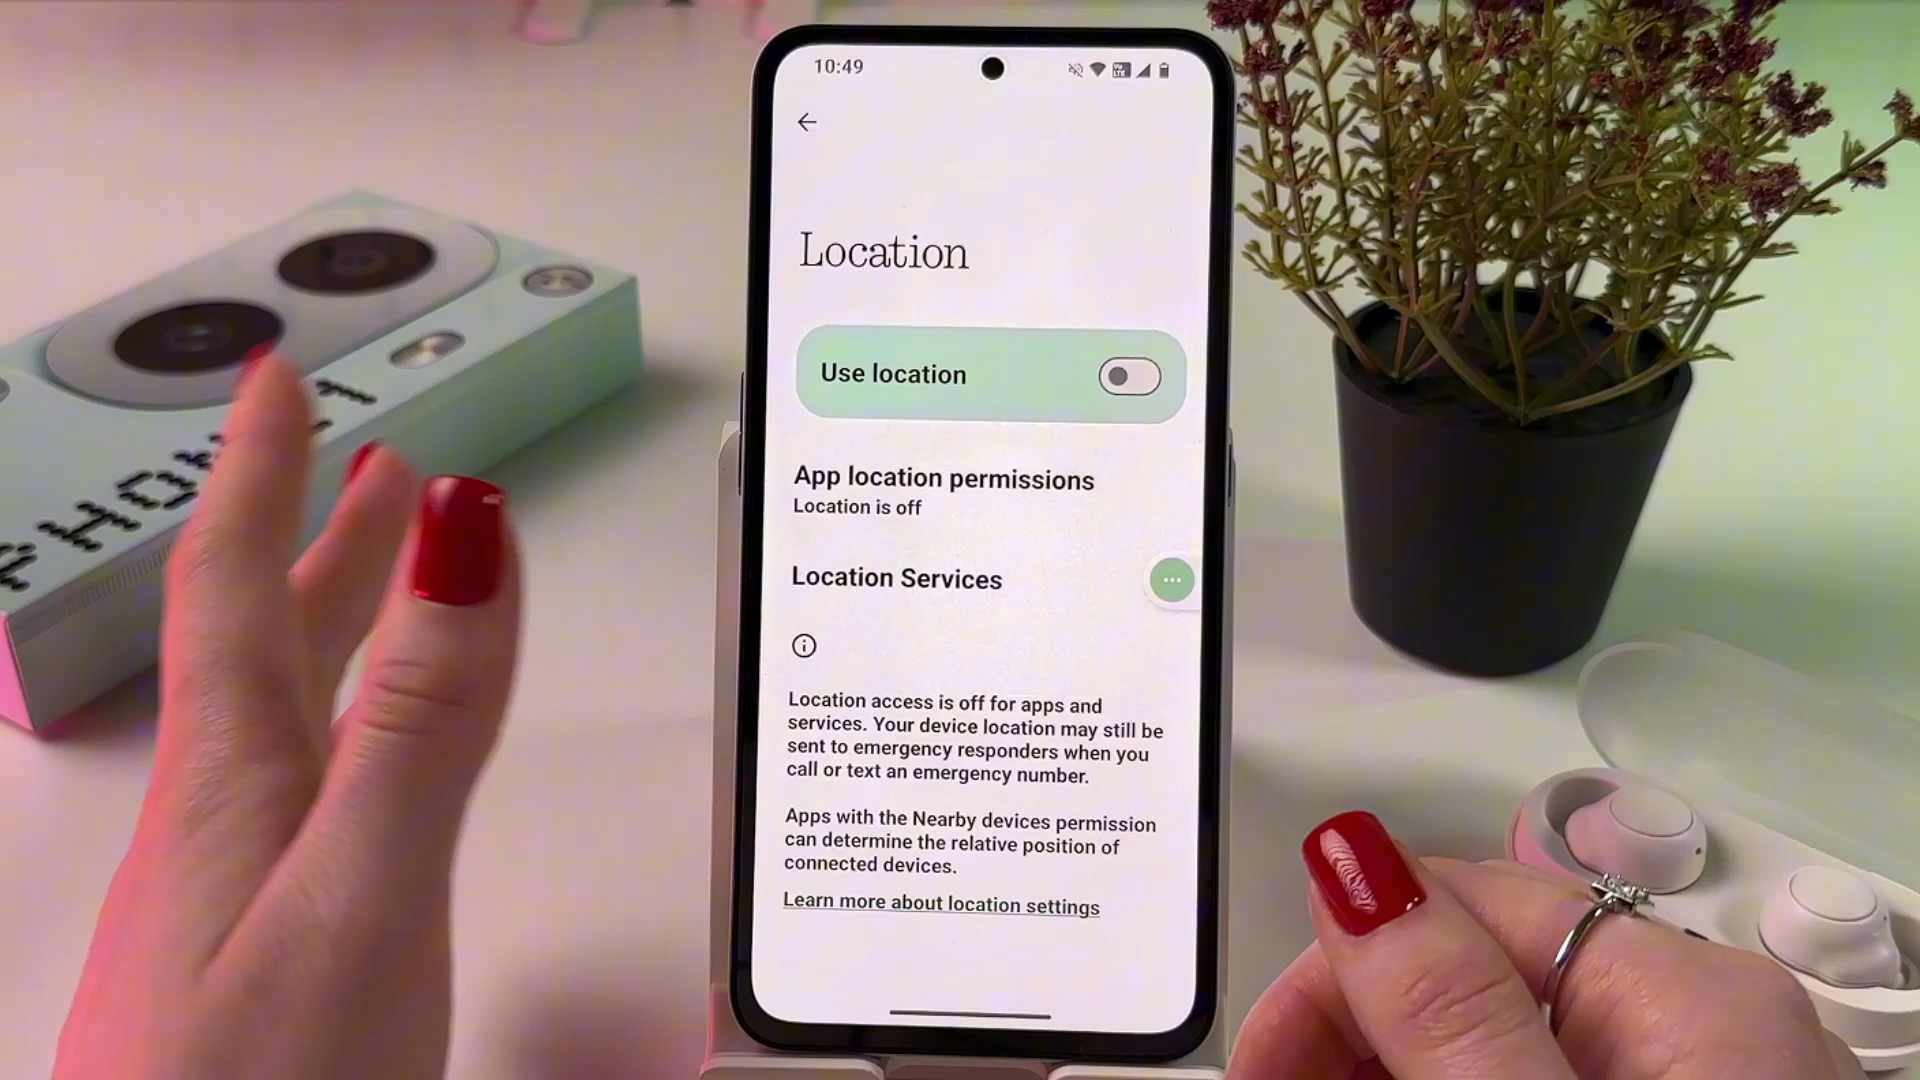 10:49
Location
Use location
App location permissions
Location is off
Location Services
Location access is off for apps and
services. Your device location may still be
sent to emergency responders when you
call or text an emergency number.
Apps with the Nearby devices permission
can determine the relative position of
connected devices.
Learn more about location settings